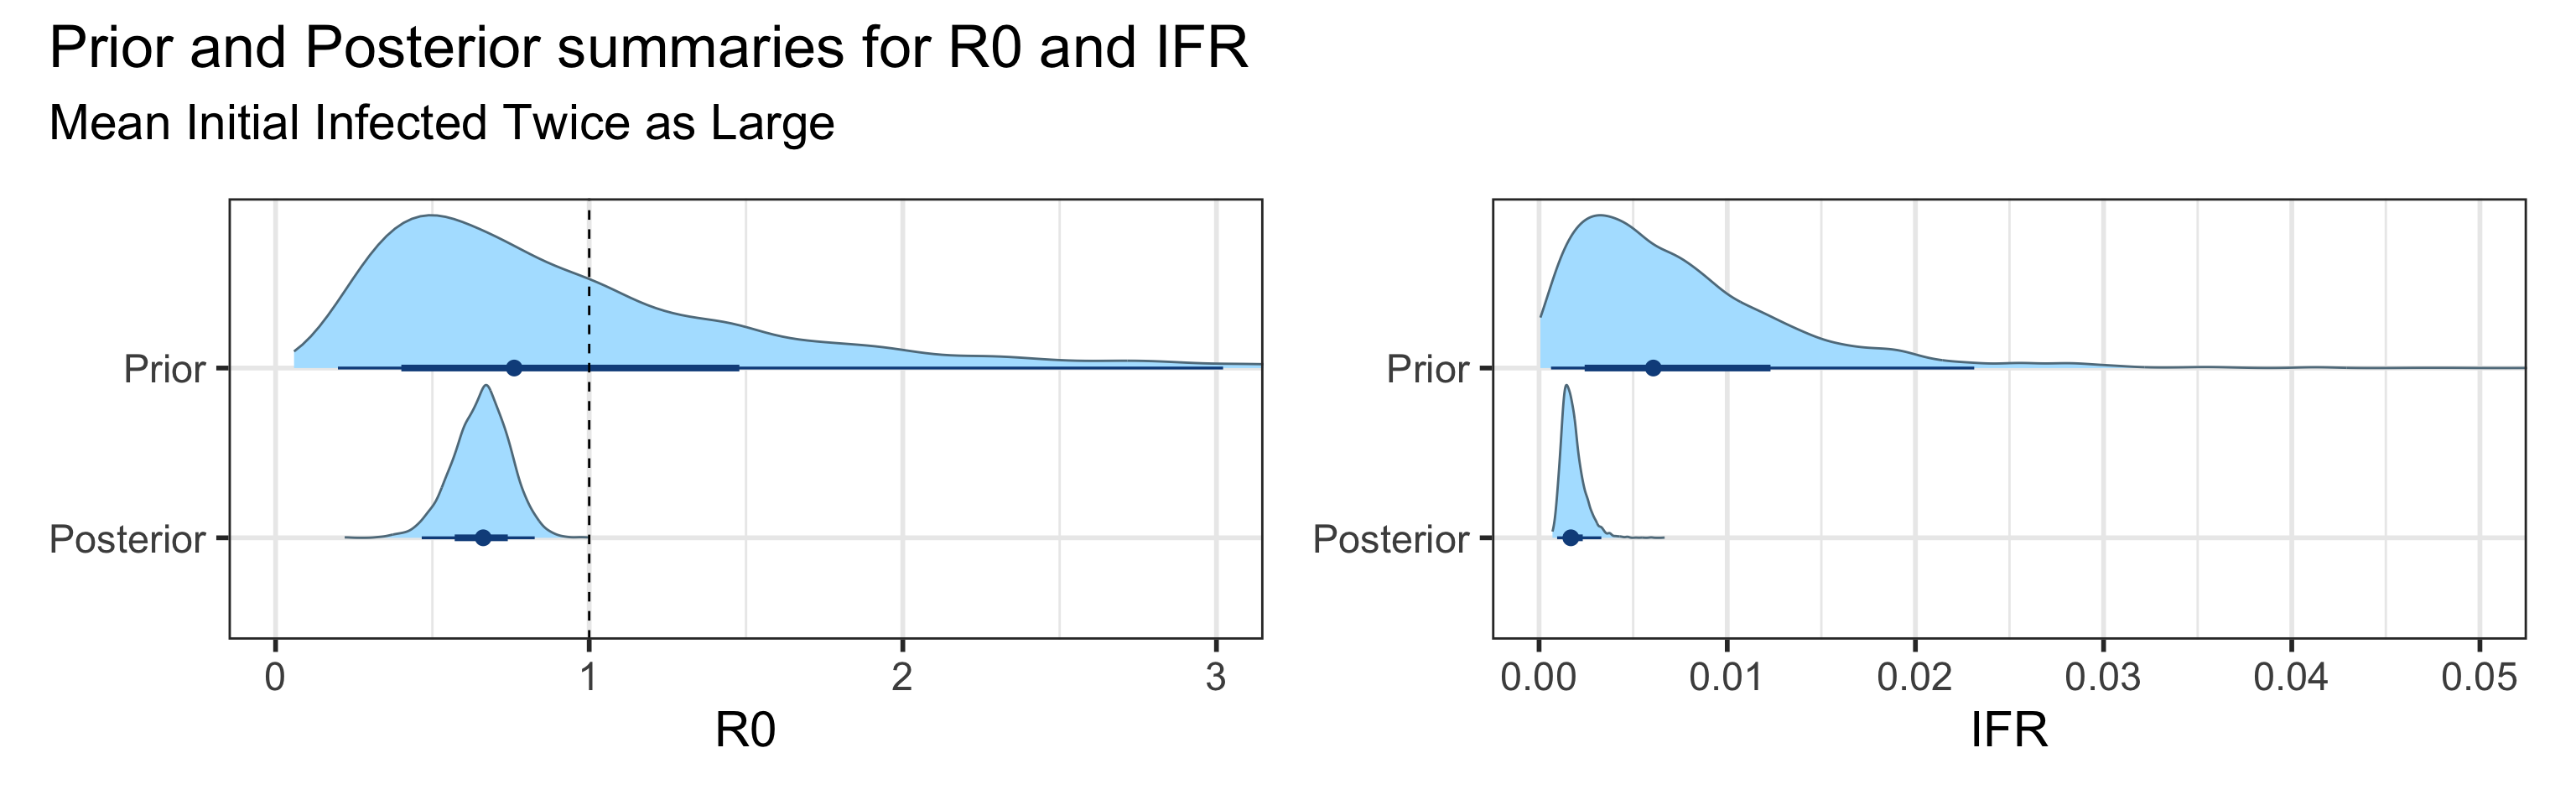 Prior and Posterior summaries for R0 and IFR
Mean Initial Infected Twice as Large
Prior
Posterior
0 1 2 3
R0
Prior
Posterior
0.00 0.01 0.02 0.03 0.04 0.05
IFR